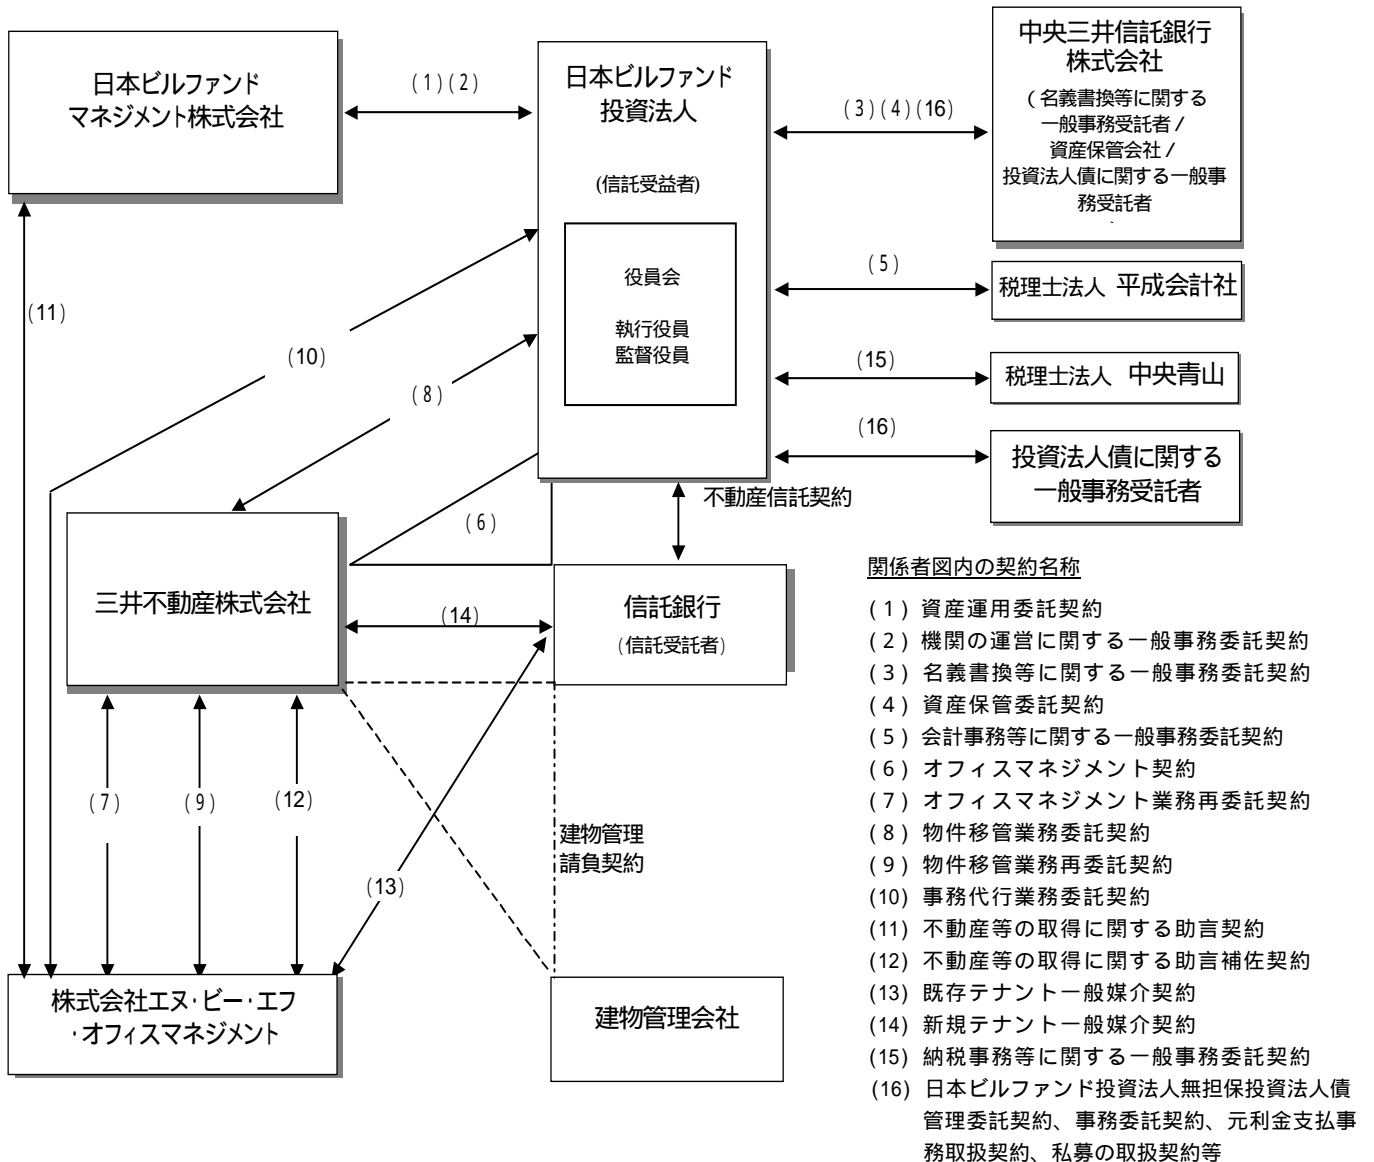 日本ビルファンド
マネジメント株式会社
(1)(2)
日本ビルファンド
投資法人
(信託受益者)
役員会
執行役員
監督役員
(3)(4)(16)
中央三井信託銀行
株式会社
(名義書換等に関する
一般事務受託者/
資産保管会社/
投資法人債に関する一般事
務受託者
(5)
税理士法人 平成会計社
(15)
税理士法人 中央青山
(16)
投資法人債に関する
一般事務受託者
(11)
(10)
(8)
(6)
不動産信託契約
三井不動産株式会社
(14)
信託銀行
(信託受託者)
(7)
(9)
(12)
(13)
建物管理
請負契約
株式会社エヌ・ビー・エフ
・オフィスマネジメント
建物管理会社
関係者図内の契約名称
(1)資産運用委託契約
(2)機関の運営に関する一般事務委託契約
(3)名義書換等に関する一般事務委託契約
(4)資産保管委託契約
(5)会計事務等に関する一般事務委託契約
(6)オフィスマネジメント契約
(7)オフィスマネジメント業務再委託契約
(8)物件移管業務委託契約
(9)物件移管業務再委託契約
(10)事務代行業務委託契約
(11)不動産等の取得に関する助言契約
(12)不動産等の取得に関する助言補佐契約
(13)既存テナント一般媒介契約
(14)新規テナント一般媒介契約
(15)納税事務等に関する一般事務委託契約
(16)日本ビルファンド投資法人無担保投資法人債
管理委託契約、事務委託契約、元利金支払事
務取扱契約、私募の取扱契約等